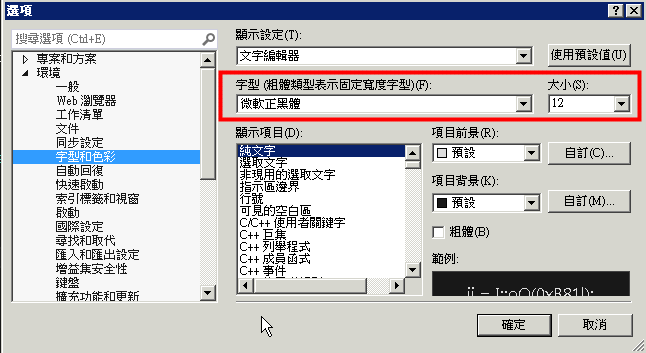 選項
搜尋選項 (Ctrl+E)
專案和方案
環境
一般
Web 瀏覽器
工作清單
文件
同步設定
字型和色彩
自動回復
快速啟動
索引標籤和視窗
啟動
國際設定
尋找和取代
匯入和匯出設定
增益集安全性
鍵盤
擴充功能和更新
顯示設定(T):
文字編輯器
使用預設值(U)
字型 (粗體類型表示固定寬度字型)(F):
大小(S):
微軟正黑體
12
顯示項目(D):
純文字
選取文字
非現用的選取文字
指示區邊界
行號
可見的空白區
C/C++ 使用者關鍵字
C++ 巨集
C++ 列舉程式
C++ 成員函式
C++ 事件
項目前景(R):
預設
自訂(C)...
項目背景(K):
預設
自訂(M)...
粗體(B)
範例:
ij = I::oO(0xB81l);
確定
取消